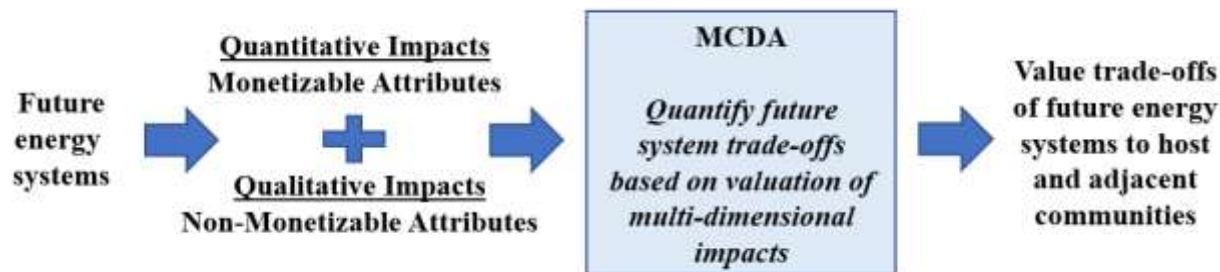 Future
energy
systems
Quantitative Impacts
Monetizable Attributes
Qualitative Impacts
Non-Monetizable Attributes
MCDA
Quantify future
system trade-offs
based on valuation of
multi-dimensional
impacts
Value trade-offs
of future energy
systems to host
and adjacent
communities